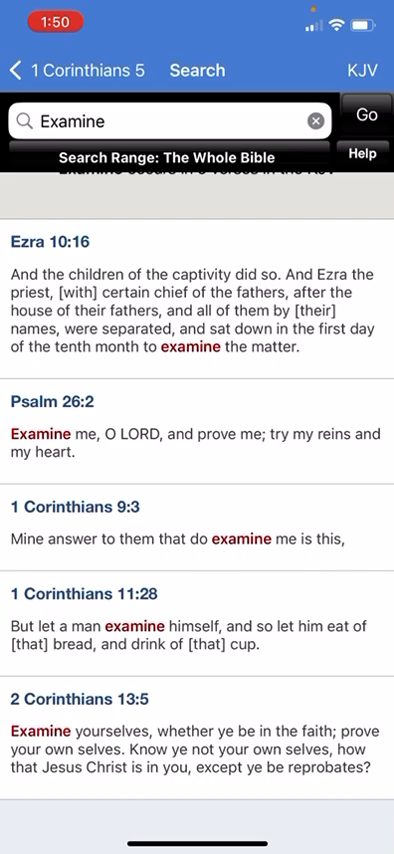 1:50
1 Corinthians 5 Search KJV
Examine
Go
Search Range: The Whole Bible
Help
Ezra 10:16
And the children of the captivity did so. And Ezra the
priest, [with] certain chief of the fathers, after the
house of their fathers, and all of them by [their]
names, were separated, and sat down in the first day
of the tenth month to examine the matter.
Psalm 26:2
Examine me, O LORD, and prove me; try my reins and
my heart.
1 Corinthians 9:3
Mine answer to them that do examine me is this,
1 Corinthians 11:28
But let a man examine himself, and so let him eat of
[that] bread, and drink of [that] cup.
2 Corinthians 13:5
Examine yourselves, whether ye be in the faith; prove
your own selves. Know ye not your own selves, how
that Jesus Christ is in you, except ye be reprobates?